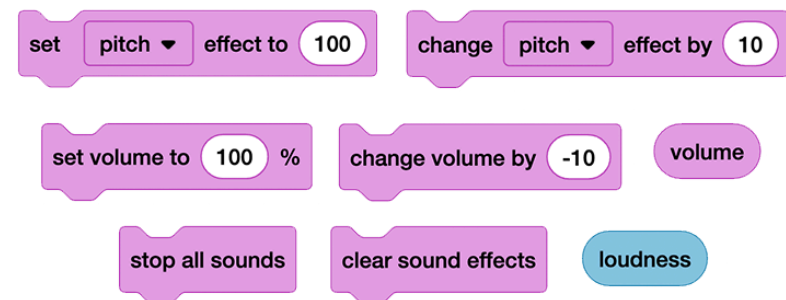 set pitch effect to 100 change pitch effect by 10
set volume to 100 % change volume by -10 volume
stop all sounds clear sound effects loudness